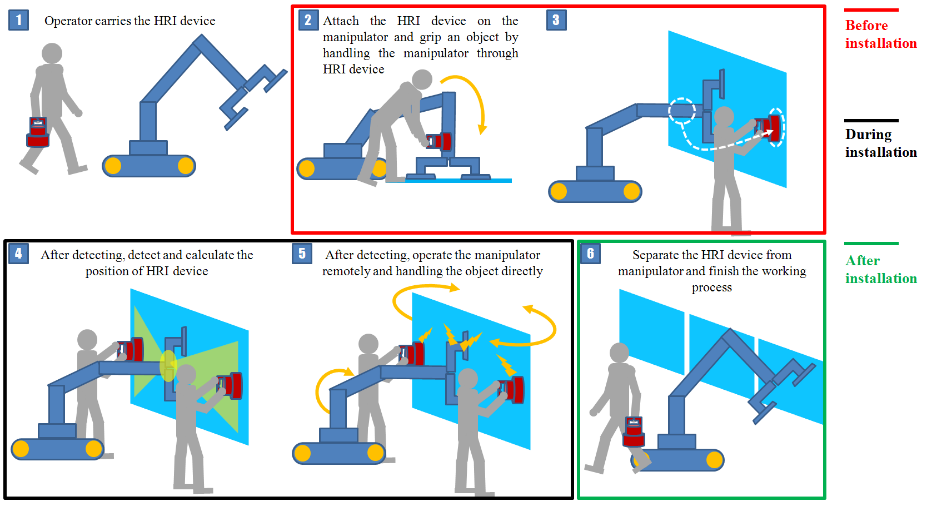 1
Operator carries the HRI device
2
Attach the HRI device on the
manipulator and grip an object by
handling the manipulator through
HRI device
3
Before
installation
During
installation
4
After detecting, detect and calculate the
position of HRI device
5
After detecting, operate the manipulator
remotely and handling the object directly
6
Separate the HRI device from
manipulator and finish the working
process
After
installation